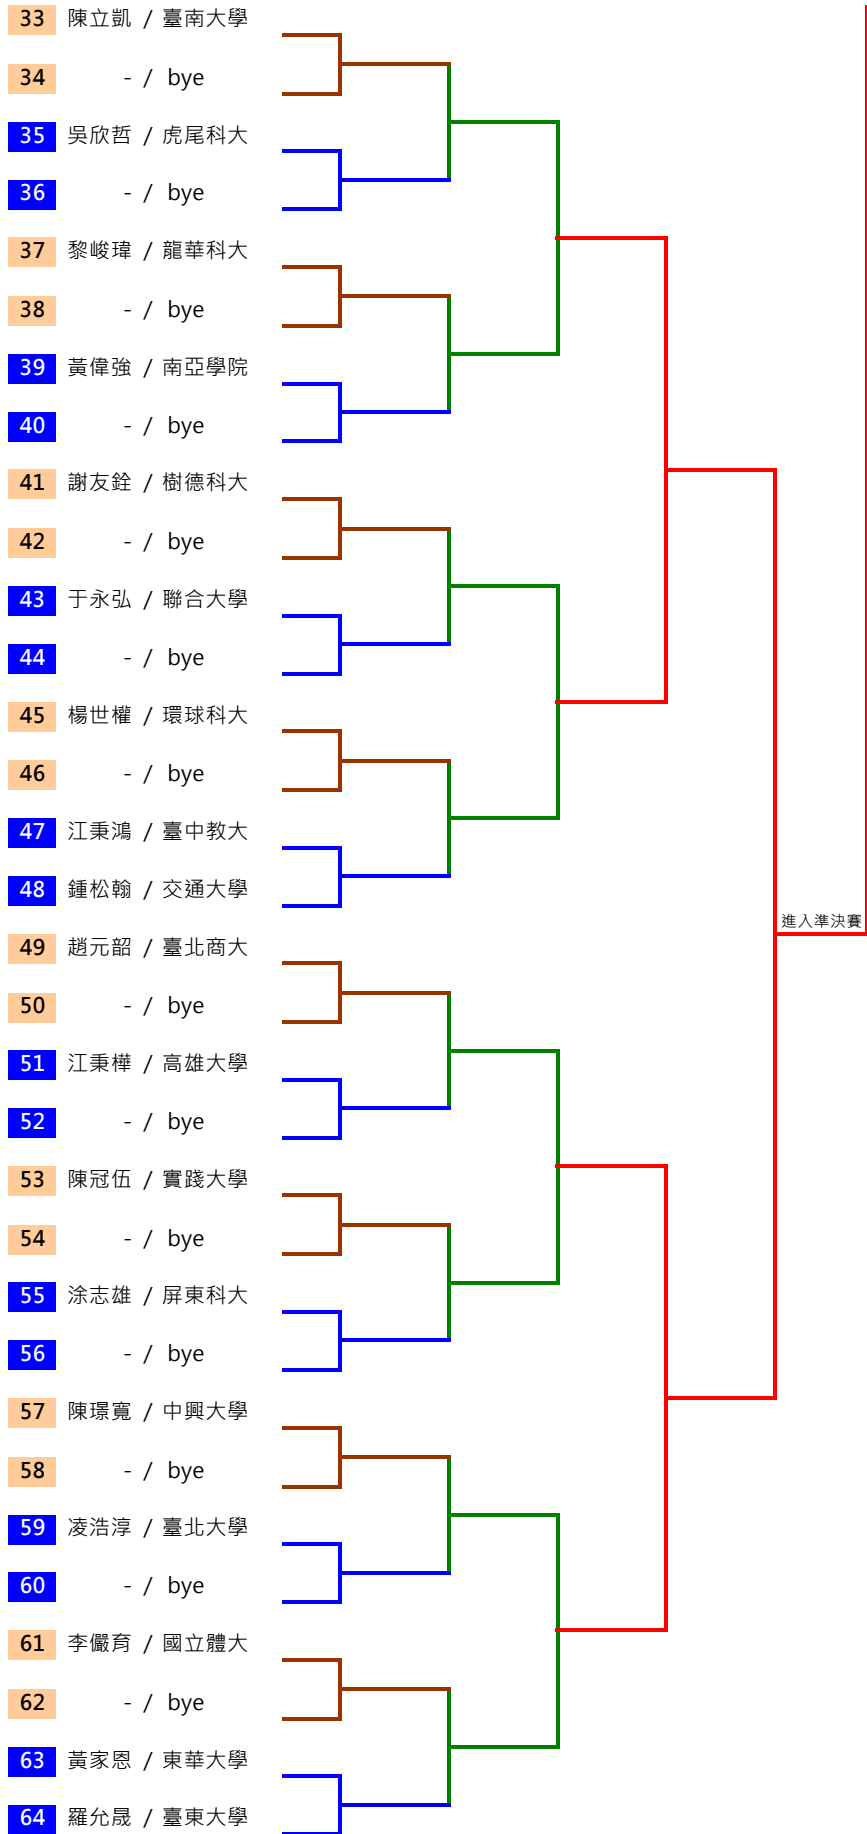 33 陳立凱 / 臺南大學
34 - / bye
35 吳欣哲 / 虎尾科大
36 - / bye
37 黎峻瑋 / 龍華科大
38 - / bye
39 黃偉強 / 南亞學院
40 - / bye
41 謝友銓 / 樹德科大
42 - / bye
43 于永弘 / 聯合大學
44 - / bye
45 楊世權 / 環球科大
46 - / bye
47 江秉鴻 / 臺中教大
48 鍾松翰 / 交通大學
進入準決賽
49 趙元韶 / 臺北商大
50 - / bye
51 江秉樺 / 高雄大學
52 - / bye
53 陳冠伍 / 實踐大學
54 - / bye
55 涂志雄 / 屏東科大
56 - / bye
57 陳璟寬 / 中興大學
58 - / bye
59 凌浩淳 / 臺北大學
60 - / bye
61 李儼育 / 國立體大
62 - / bye
63 黃家恩 / 東華大學
64 羅允晟 / 臺東大學